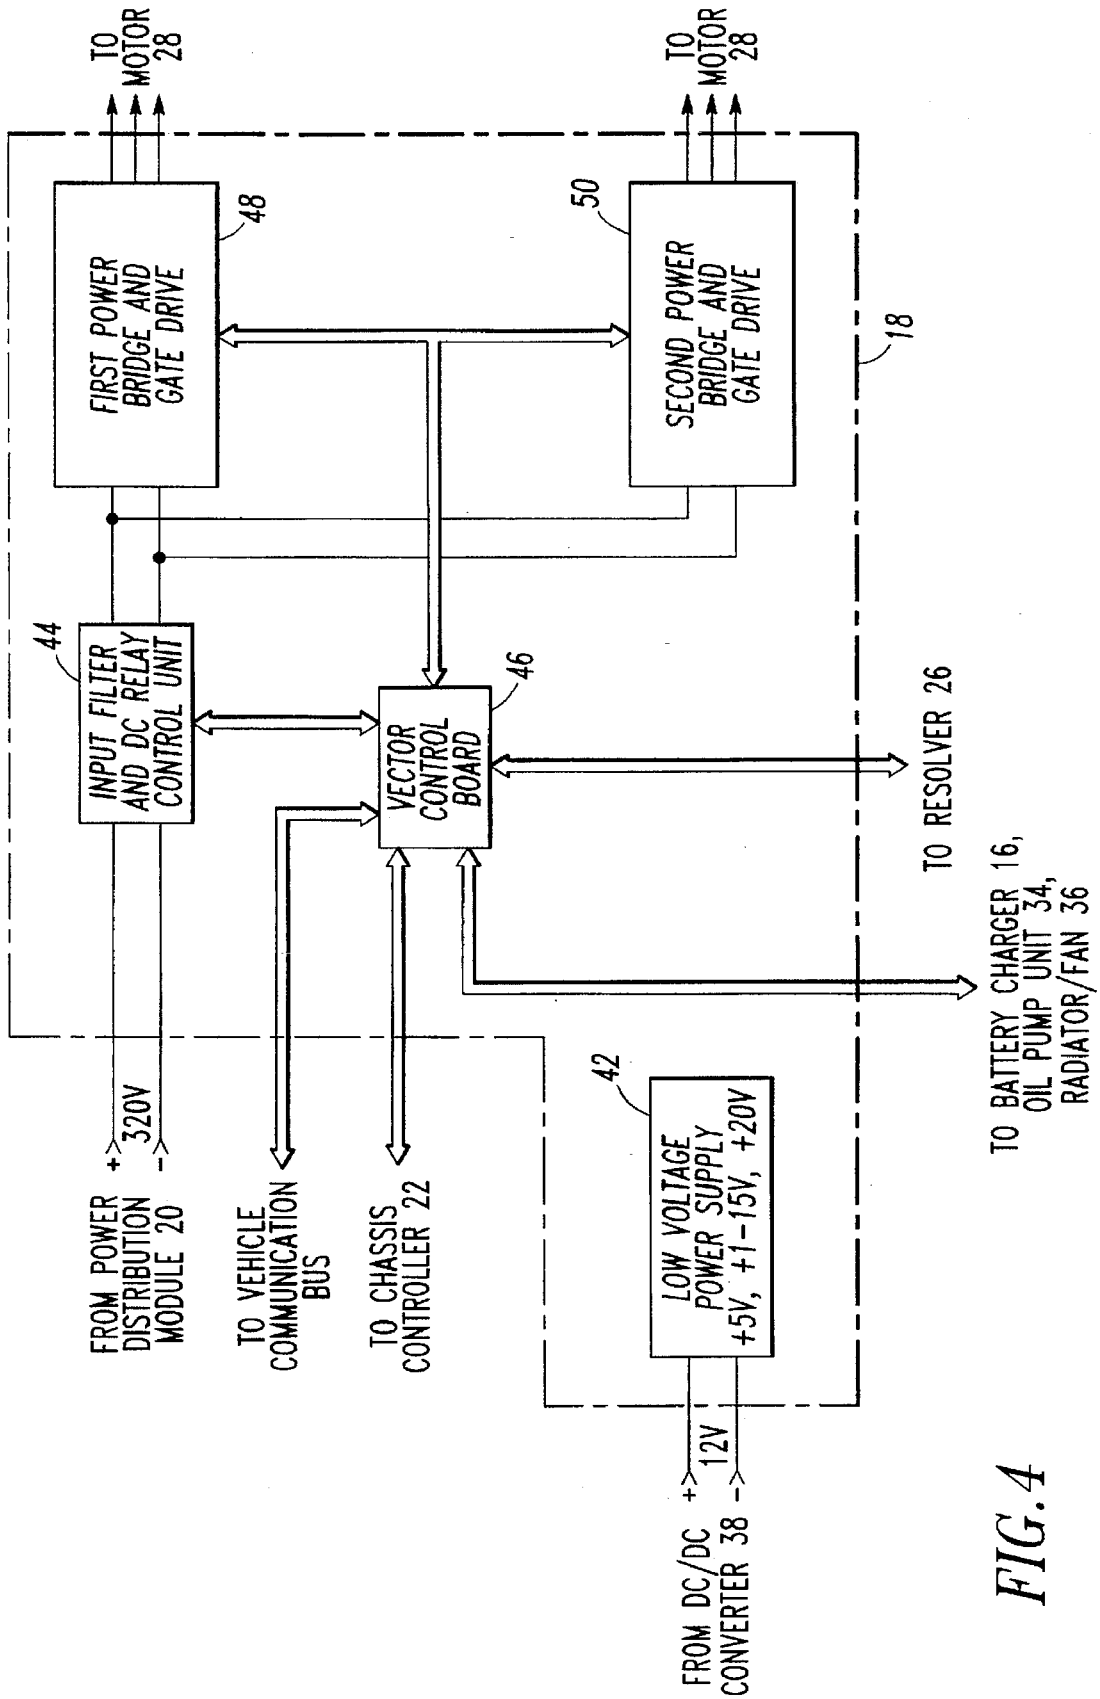 FROM POWER
DISTRIBUTION
MODULE 20
+
320V
-
44
INPUT FILTER
AND DC RELAY
CONTROL UNIT
FIRST POWER
BRIDGE AND
GATE DRIVE
48
TO
MOTOR
28
TO VEHICLE
COMMUNICATION
BUS
TO CHASSIS
CONTROLLER 22
VECTOR
CONTROL
BOARD
46
SECOND POWER
BRIDGE AND
GATE DRIVE
50
TO
MOTOR
28
FROM DC/DC
CONVERTER 38
+
12V
-
42
LOW VOLTAGE
POWER SUPPLY
+5V, +1-15V, +20V
18
TO RESOLVER 26
TO BATTERY CHARGER 16,
OIL PUMP UNIT 34,
RADIATOR/FAN 36
FIG. 4